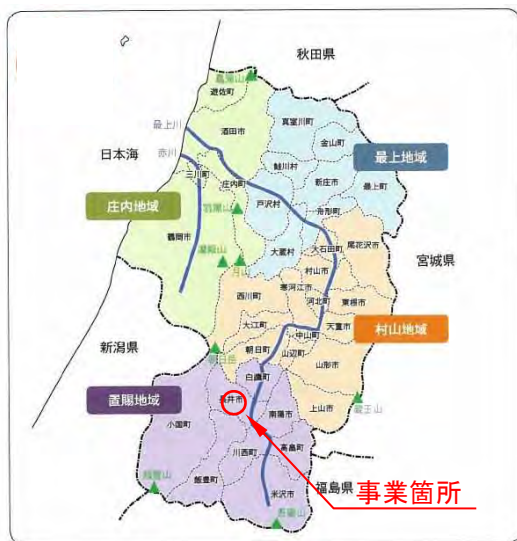 秋田県
鳥海山
遊佐町
最上川
酒田市
真室川町
金山町
日本海
赤川
鮭川村
最上地域
三川町
庄内町
新庄市
最上町
戸沢村
庄内地域
羽黒山
舟形町
鶴岡市
大蔵村
大石田町
尾花沢市
湯殿山
月山
村山市
宮城県
西川町
寒河江市
河北町
東根市
大江町
天童市
中山町
村山地域
新潟県
朝日町
山辺町
朝日岳
山形市
白鷹町
置賜地域
長井市
上山市
蔵王山
小国町
南陽市
川西町
高畠町
飯豊町
飯豊山
米沢市
福島県
事業箇所
吾妻山